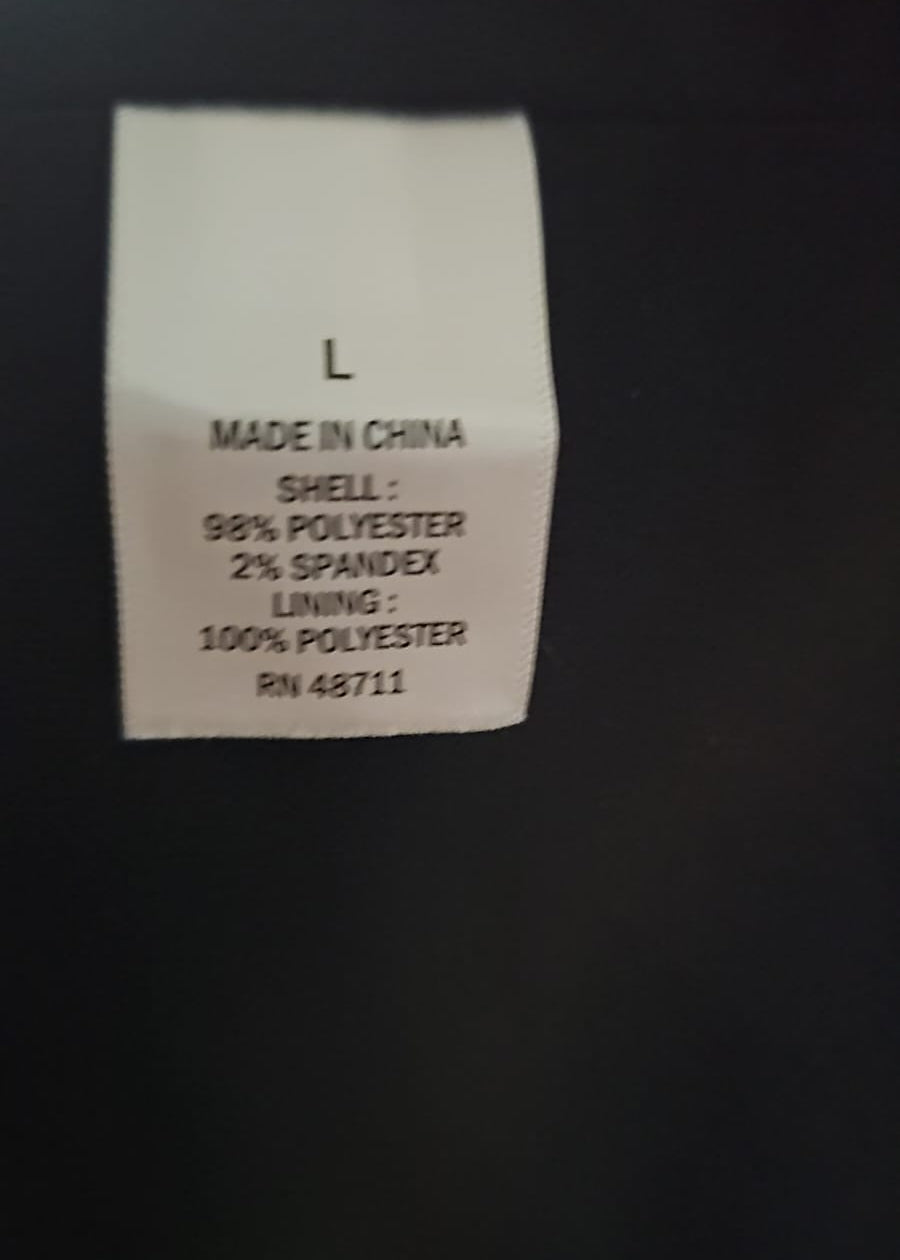 L
MADE IN CHINA
SHELL :
98% POLYESTER
2% SPANDEX
LINING :
100% POLYESTER
RN 48711